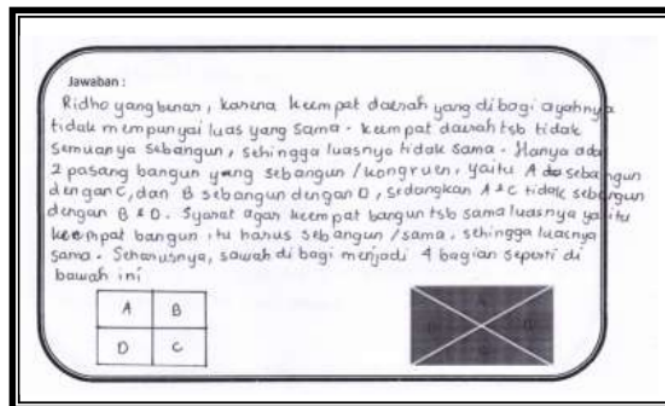 Jawaban :
Ridho yang benar, karena keempat daerah yang dibagi ayahnya
tidak mempunyai luas yang sama. keempat daerah tsb tidak
semuanya sebangun, sehingga luasnya tidak sama. Hanya ada
2 pasang bangun yang sebangun /kongruen, yaitu A sebangun
dengan C, dan B sebangun dengan D, sedangkan A & C tidak sebangun
dengan B & D. Syarat agar keempat bangun tsb sama luasnya yaitu
keempat bangun itu harus sebangun /sama, sehingga luasnya
sama. Seharusnya, sawah di bagi menjadi 4 bagian seperti di
bawah ini
A B
D C